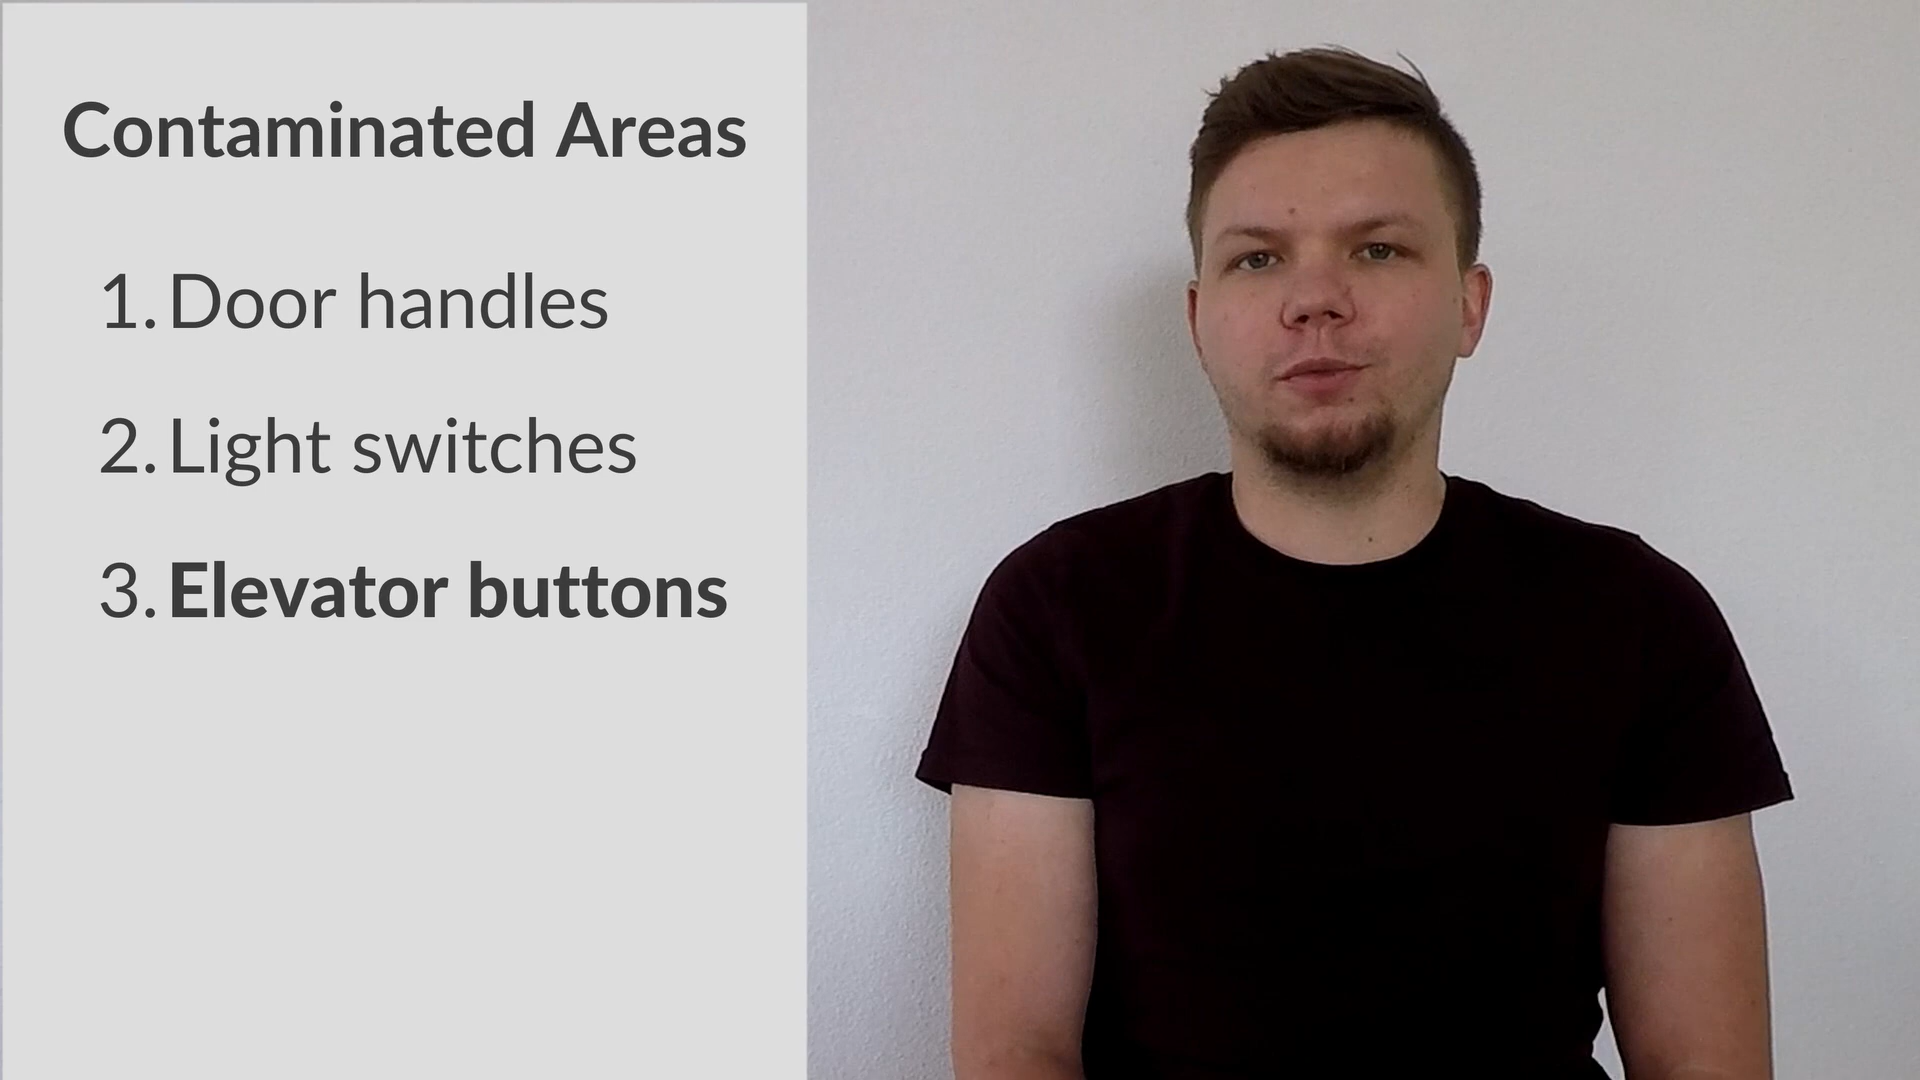 Contaminated Areas
1. Door handles
2. Light switches
3. Elevator buttons